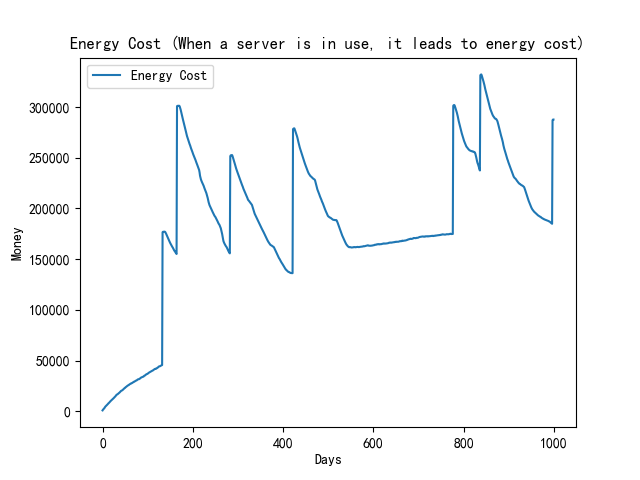 Energy Cost (When a server is in use, it leads to energy cost)
Energy Cost
300000
250000
200000
150000
100000
50000
0
Money
0 200 400 600 800 1000
Days